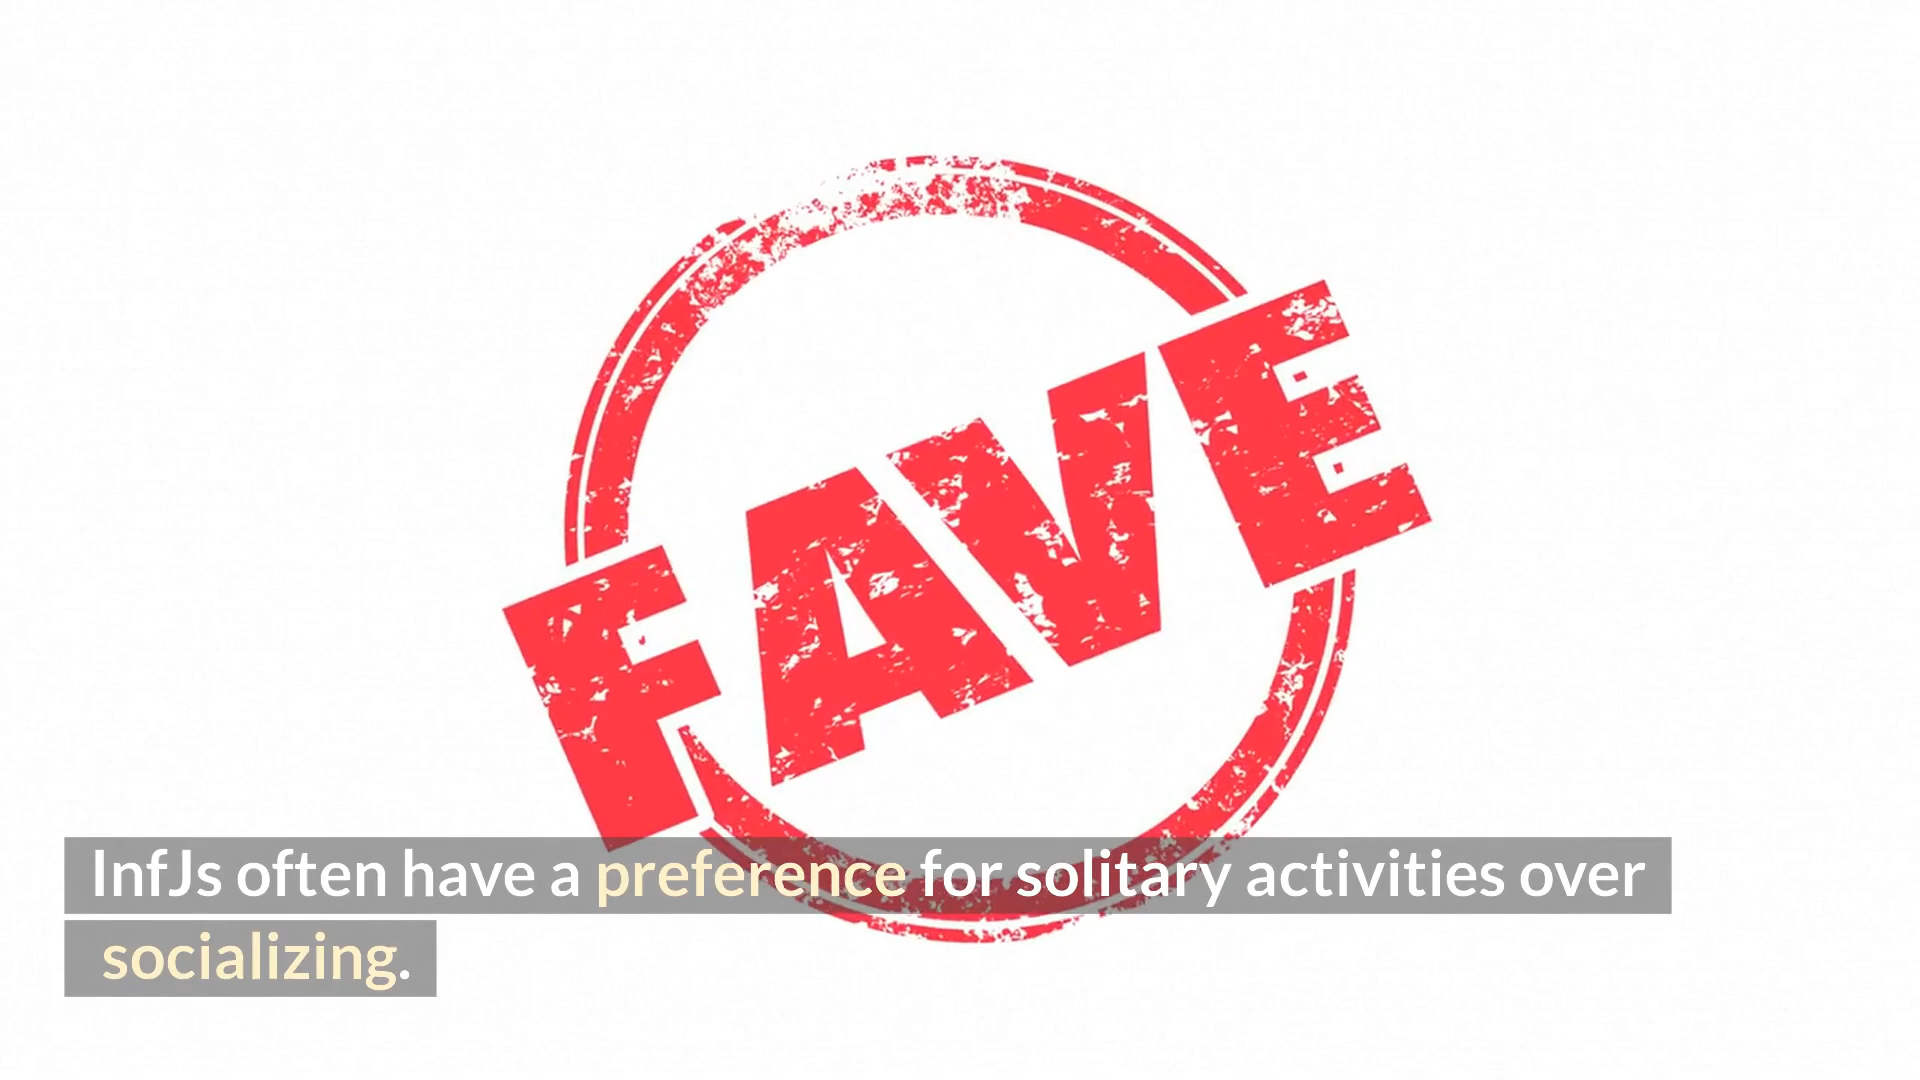 FAVE
InfJs often have a preference for solitary activities over
socializing.